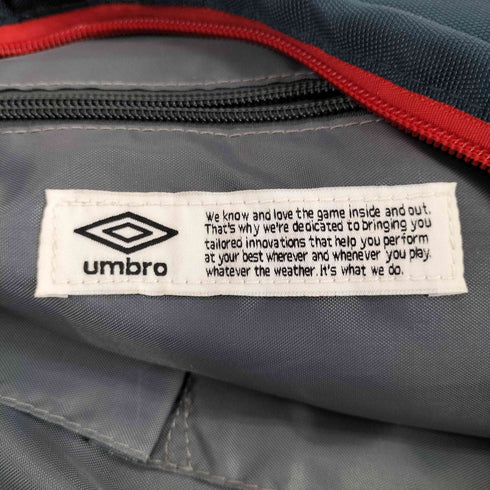 umbro
We know and love the game inside and out.
That's why we're dedicated to bringing you
tailored innovations that help you perform
at your best wherever and whenever you play,
whatever the weather. It's what we do.